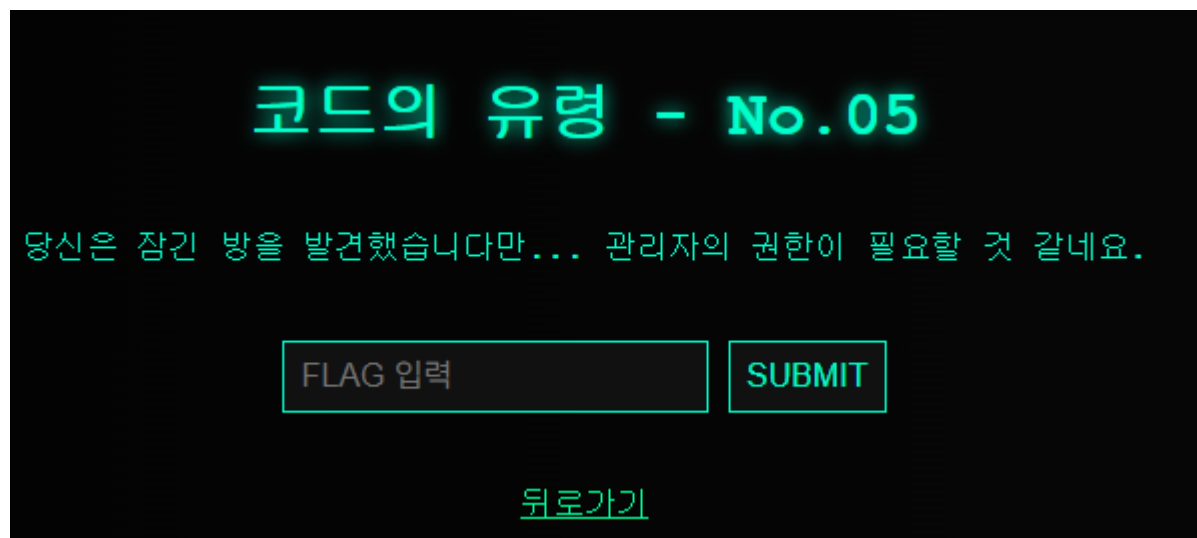 코드의 유령 - No.05
당신은 잠긴 방을 발견했습니다만... 관리자의 권한이 필요할 것 같네요.
FLAG 입력 SUBMIT
뒤로가기